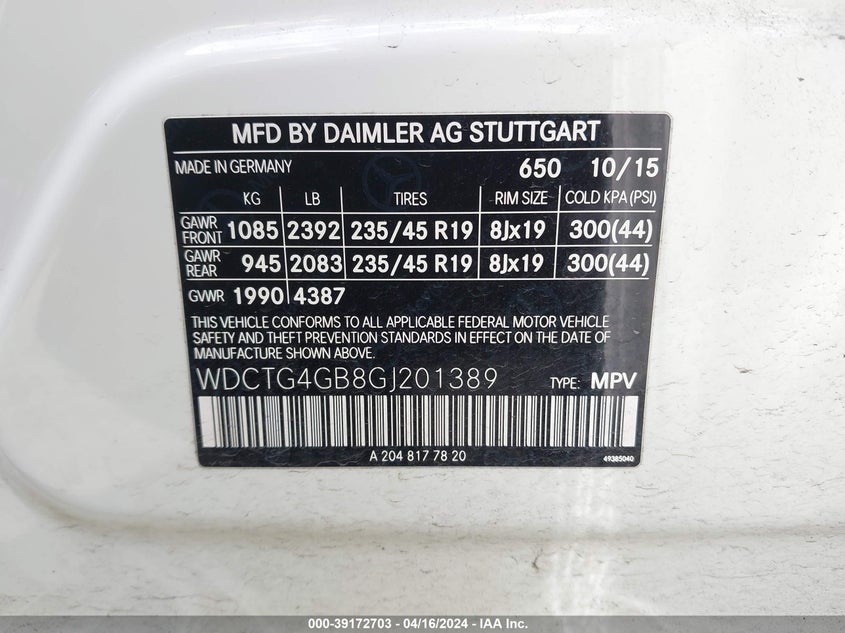 MFD BY DAIMLER AG STUTTGART
MADE IN GERMANY 650 10/15
KG LB TIRES RIM SIZE COLD KPA (PSI)
GAWR FRONT 1085 2392 235/45 R19 8Jx19 300(44)
GAWR REAR 945 2083 235/45 R19 8Jx19 300(44)
GVWR 1990 4387
THIS VEHICLE CONFORMS TO ALL APPLICABLE FEDERAL MOTOR VEHICLE
SAFETY AND THEFT PREVENTION STANDARDS IN EFFECT ON THE DATE OF
MANUFACTURE SHOWN ABOVE.
WDCTG4GB8GJ201389 TYPE: MPV
A 204 817 78 20 49385040
000-39172703 - 04/16/2024 - IAA Inc.